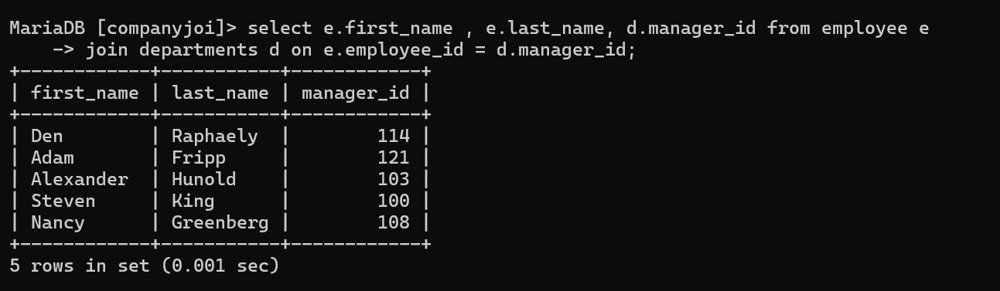 MariaDB [companyjoi]> select e.first_name , e.last_name, d.manager_id from employee e
    -> join departments d on e.employee_id = d.manager_id;
+------------+-----------+------------+
| first_name | last_name | manager_id |
+------------+-----------+------------+
| Den        | Raphaely  |        114 |
| Adam       | Fripp     |        121 |
| Alexander  | Hunold    |        103 |
| Steven     | King      |        100 |
| Nancy      | Greenberg |        108 |
+------------+-----------+------------+
5 rows in set (0.001 sec)